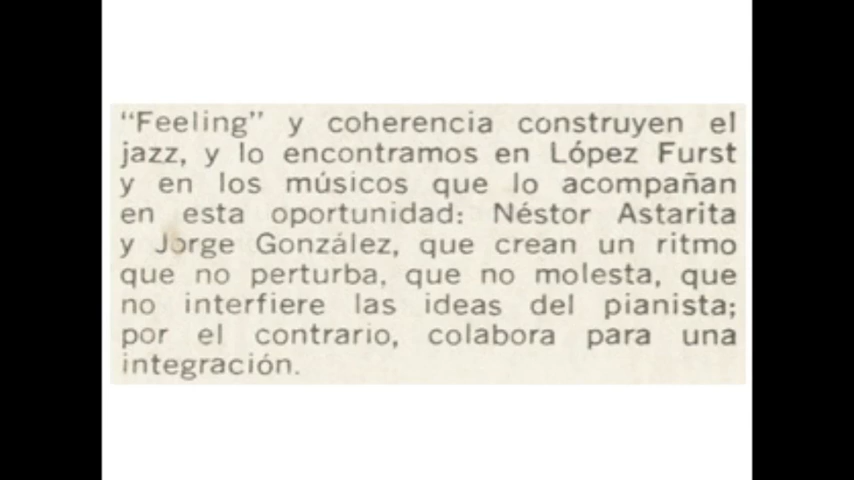 “Feeling” y coherencia construyen el
jazz, y lo encontramos en López Furst
y en los músicos que lo acompañan
en esta oportunidad: Néstor Astarita
y Jorge González, que crean un ritmo
que no perturba, que no molesta, que
no interfiere las ideas del pianista;
por el contrario, colabora para una
integración.